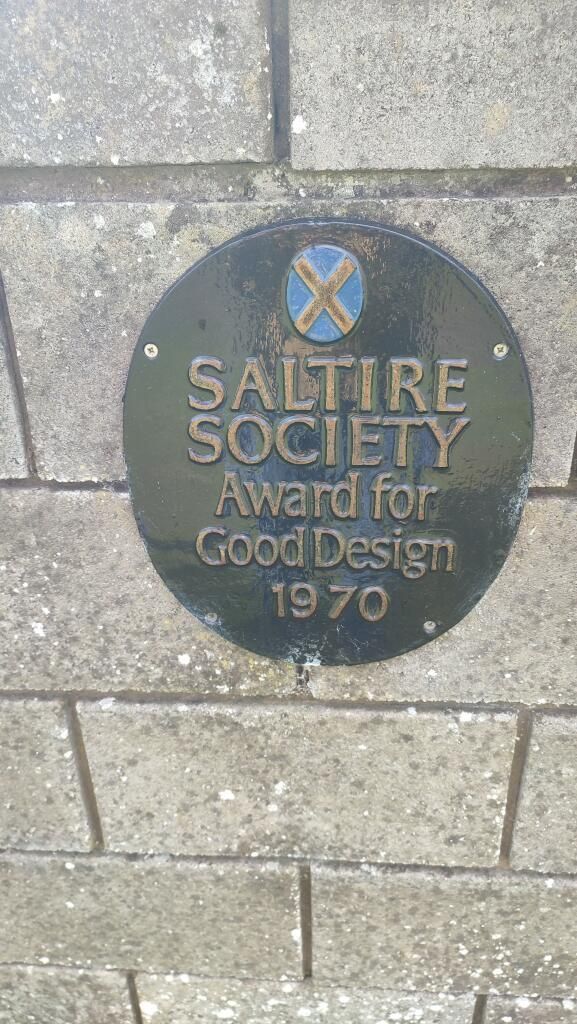 SALTIRE
SOCIETY
Award for
Good Design
1970